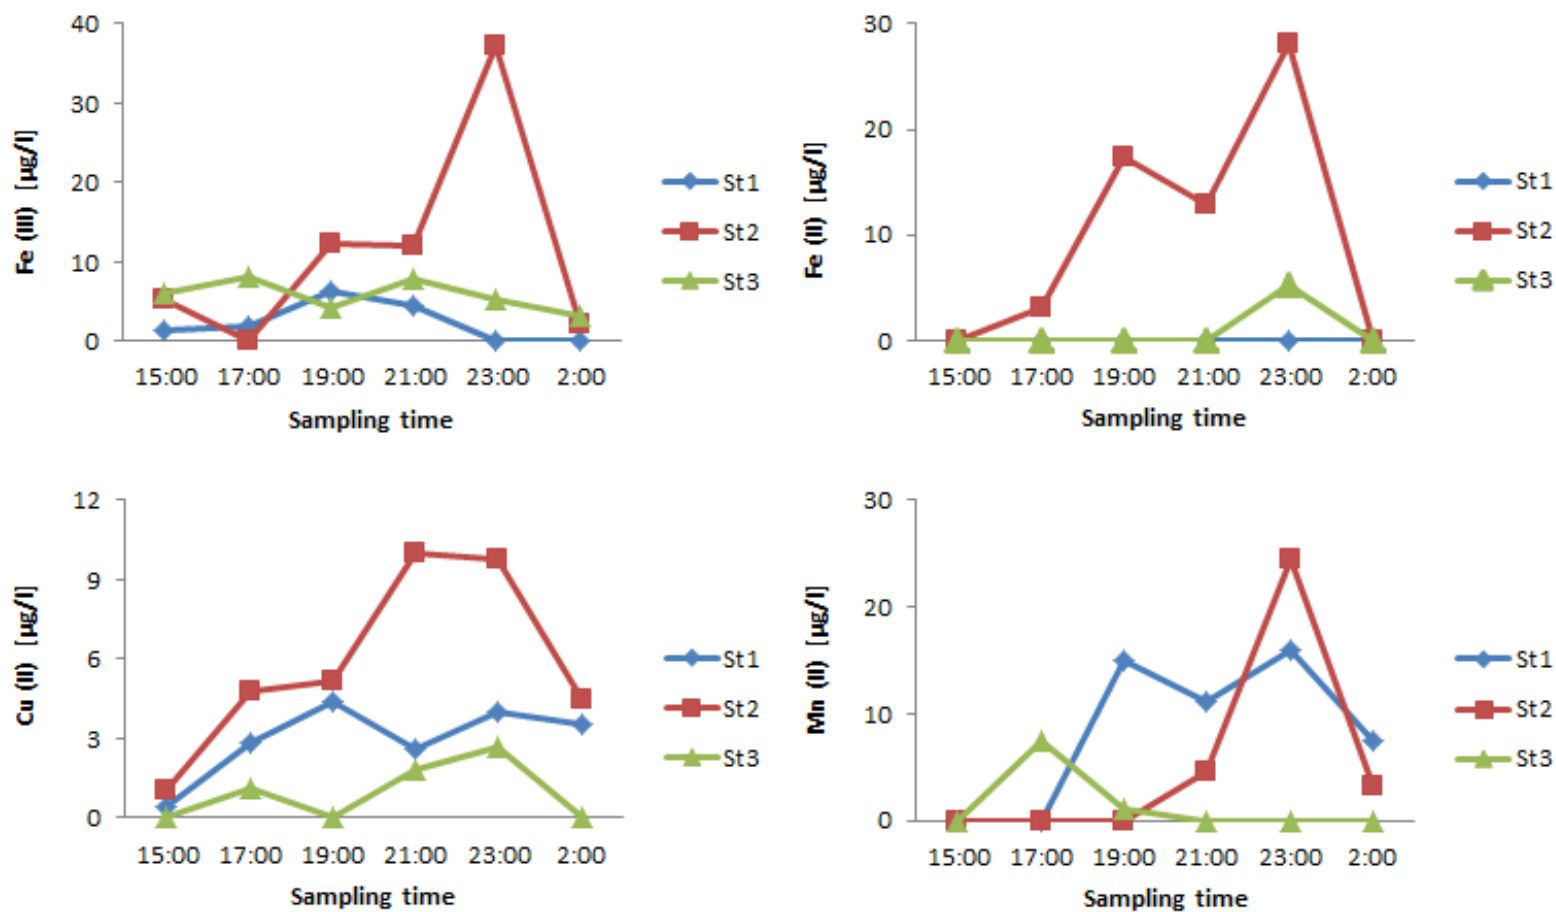 40
30
20
10
0
Fe (III) [µg/l]
15:00 17:00 19:00 21:00 23:00 2:00
Sampling time
St1
St2
St3
30
20
10
0
Fe (II) [µg/l]
15:00 17:00 19:00 21:00 23:00 2:00
Sampling time
St1
St2
St3
12
9
6
3
0
Cu (II) [µg/l]
15:00 17:00 19:00 21:00 23:00 2:00
Sampling time
St1
St2
St3
30
20
10
0
Mn (II) [µg/l]
15:00 17:00 19:00 21:00 23:00 2:00
Sampling time
St1
St2
St3